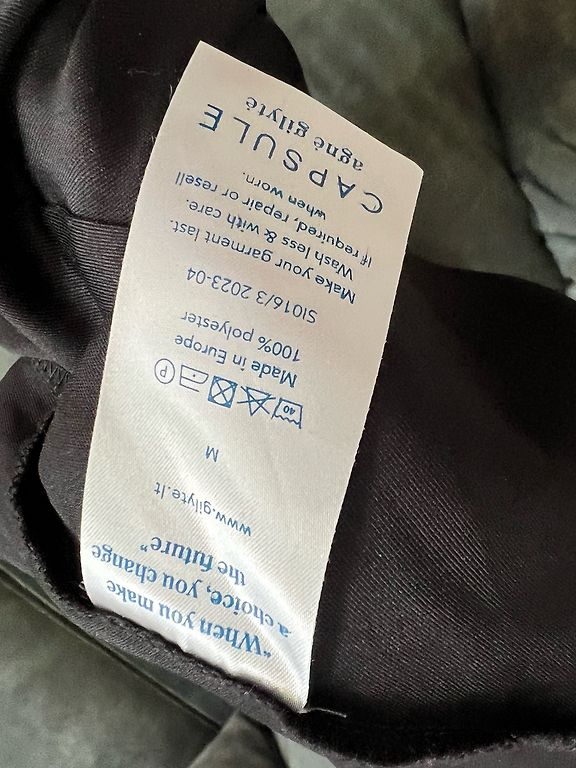 "When you make
a choice, you change
the future"
www.gilyte.lt
M
40 P
Made in Europe
100% polyester
SI016/3 2023-04
Make your garment last.
Wash less & with care.
If required, repair or resell
when worn.
CAPSULE
agnė gilytė